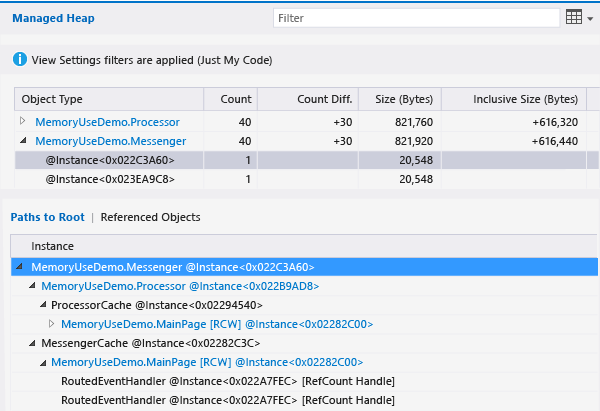 Managed Heap Filter
View Settings filters are applied (Just My Code)
Object Type Count Count Diff. Size (Bytes) Inclusive Size (Bytes)
MemoryUseDemo.Processor 40 +30 821,760 +616,320
MemoryUseDemo.Messenger 40 +30 821,920 +616,440
@Instance<0x022C3A60> 1 20,548
@Instance<0x023EA9C8> 1 20,548
Paths to Root | Referenced Objects
Instance
MemoryUseDemo.Messenger @Instance<0x022C3A60>
MemoryUseDemo.Processor @Instance<0x022B9AD8>
ProcessorCache @Instance<0x02294540>
MemoryUseDemo.MainPage [RCW] @Instance<0x02282C00>
MessengerCache @Instance<0x02282C3C>
MemoryUseDemo.MainPage [RCW] @Instance<0x02282C00>
RoutedEventHandler @Instance<0x022A7FEC> [RefCount Handle]
RoutedEventHandler @Instance<0x022A7FEC> [RefCount Handle]